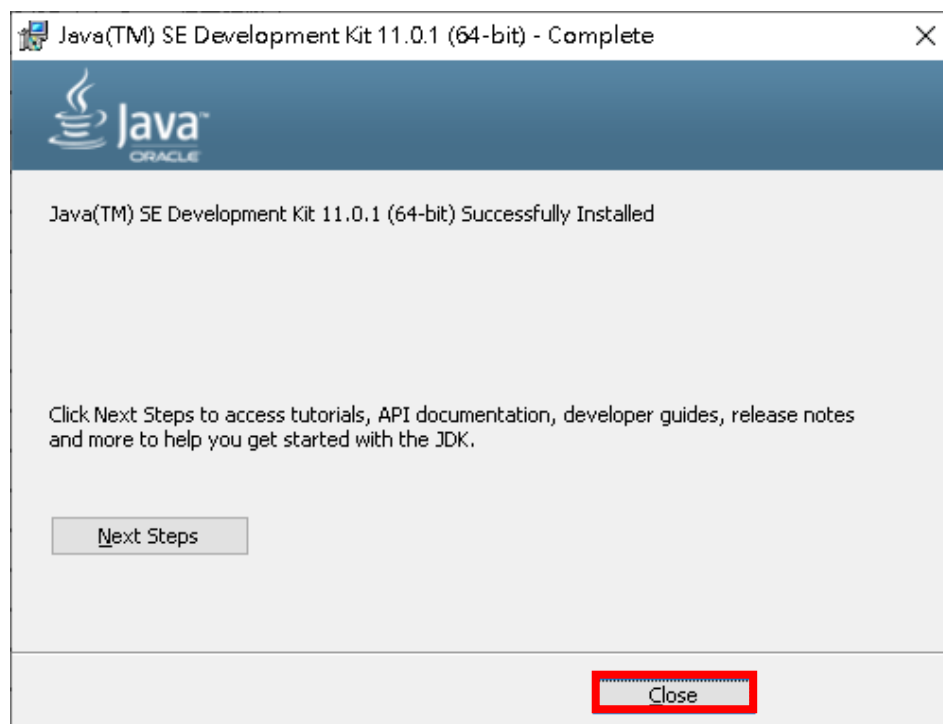 Java(TM) SE Development Kit 11.0.1 (64-bit) - Complete
Java™
ORACLE
Java(TM) SE Development Kit 11.0.1 (64-bit) Successfully Installed
Click Next Steps to access tutorials, API documentation, developer guides, release notes
and more to help you get started with the JDK.
Next Steps
Close